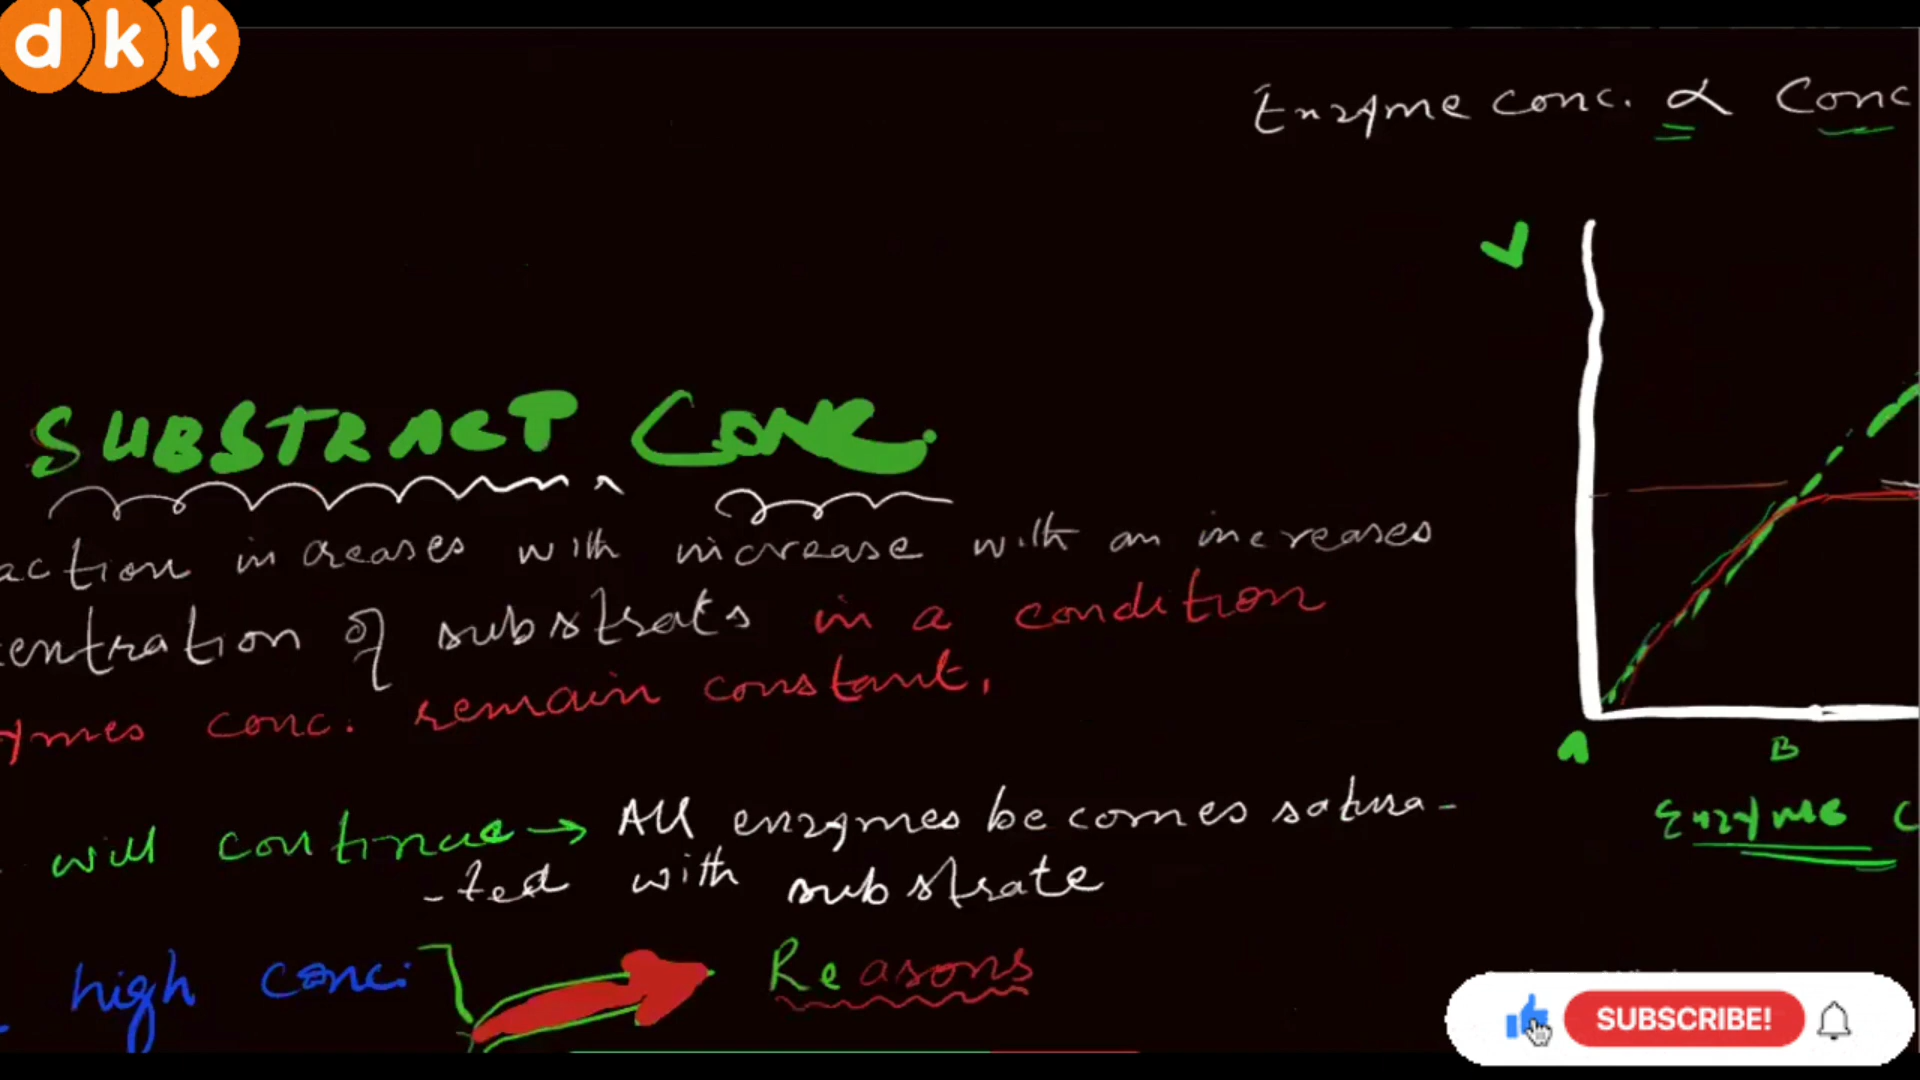 dkk
Enzyme conc. ∝ Conc
SUBSTRACT Conc.
action increases with increase with an increases
entration of substrats in a condition
ymes conc. remain constant.
will continue → All enzymes becomes satura-
-ted with substrate
high conc.
Reasons
A
B
Enzyme C
SUBSCRIBE!